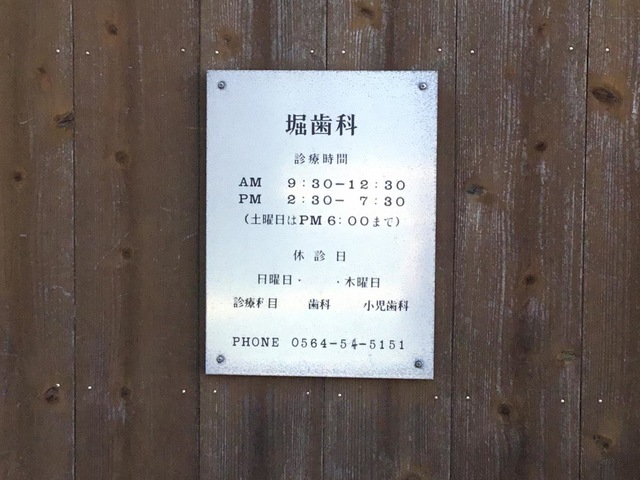 堀歯科
診療時間
AM 9:30-12:30
PM 2:30- 7:30
(土曜日はPM6:00まで)
休診日
日曜日・ ・木曜日
診療科目 歯科 小児歯科
PHONE 0564-54-5151